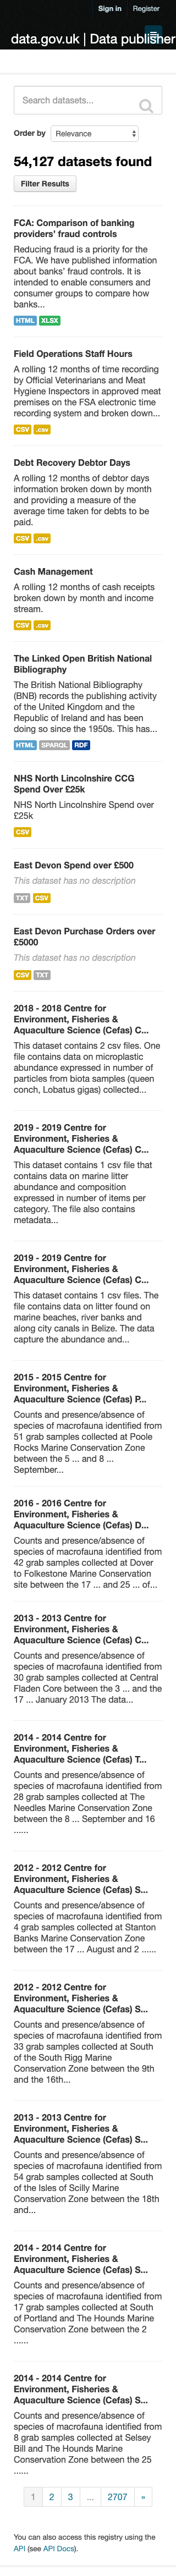 Sign in Register
data.gov.uk | Data publisher
Search datasets...
Order by Relevance
54,127 datasets found
Filter Results
FCA: Comparison of banking
providers' fraud controls
Reducing fraud is a priority for the
FCA. We have published information
about banks' fraud controls. It is
intended to enable consumers and
consumer groups to compare how
banks...
HTML XLSX
Field Operations Staff Hours
A rolling 12 months of time recording
by Official Veterinarians and Meat
Hygiene Inspectors in approved meat
premises on the FSA electronic time
recording system and broken down...
CSV .csv
Debt Recovery Debtor Days
A rolling 12 months of debtor days
information broken down by month
and providing a measure of the
average time taken for debts to be
paid.
CSV .csv
Cash Management
A rolling 12 months of cash receipts
broken down by month and income
stream.
CSV .csv
The Linked Open British National
Bibliography
The British National Bibliography
(BNB) records the publishing activity
of the United Kingdom and the
Republic of Ireland and has been
doing so since the 1950s. This has...
HTML SPARQL RDF
NHS North Lincolnshire CCG
Spend Over £25k
NHS North Lincolnshire Spend over
£25k
CSV
East Devon Spend over £500
This dataset has no description
TXT CSV
East Devon Purchase Orders over
£5000
This dataset has no description
CSV TXT
2018 - 2018 Centre for
Environment, Fisheries &
Aquaculture Science (Cefas) C...
This dataset contains 2 csv files. One
file contains data on microplastic
abundance expressed in number of
particles from biota samples (queen
conch, Lobatus gigas) collected...
2019 - 2019 Centre for
Environment, Fisheries &
Aquaculture Science (Cefas) C...
This dataset contains 1 csv file that
contains data on marine litter
abundance and composition
expressed in number of items per
category. The file also contains
metadata...
2019 - 2019 Centre for
Environment, Fisheries &
Aquaculture Science (Cefas) C...
This dataset contains 1 csv files. The
file contains data on litter found on
marine beaches, river banks and
along city canals in Belize. The data
capture the abundance and...
2015 - 2015 Centre for
Environment, Fisheries &
Aquaculture Science (Cefas) P...
Counts and presence/absence of
species of macrofauna identified from
51 grab samples collected at Poole
Rocks Marine Conservation Zone
between the 5 ... and 8 ...
September...
2016 - 2016 Centre for
Environment, Fisheries &
Aquaculture Science (Cefas) D...
Counts and presence/absence of
species of macrofauna identified from
42 grab samples collected at Dover
to Folkestone Marine Conservation
site between the 17 ... and 25 ... of...
2013 - 2013 Centre for
Environment, Fisheries &
Aquaculture Science (Cefas) C...
Counts and presence/absence of
species of macrofauna identified from
30 grab samples collected at Central
Fladen Core between the 3 ... and the
17 ... January 2013 The data...
2014 - 2014 Centre for
Environment, Fisheries &
Aquaculture Science (Cefas) T...
Counts and presence/absence of
species of macrofauna identified from
28 grab samples collected at The
Needles Marine Conservation Zone
between the 8 ... September and 16
......
2012 - 2012 Centre for
Environment, Fisheries &
Aquaculture Science (Cefas) S...
Counts and presence/absence of
species of macrofauna identified from
4 grab samples collected at Stanton
Banks Marine Conservation Zone
between the 17 ... August and 2 ......
2012 - 2012 Centre for
Environment, Fisheries &
Aquaculture Science (Cefas) S...
Counts and presence/absence of
species of macrofauna identified from
33 grab samples collected at South
of the South Rigg Marine
Conservation Zone between the 9th
and the 16th...
2013 - 2013 Centre for
Environment, Fisheries &
Aquaculture Science (Cefas) S...
Counts and presence/absence of
species of macrofauna identified from
54 grab samples collected at South
of the Isles of Scilly Marine
Conservation Zone between the 18th
and...
2014 - 2014 Centre for
Environment, Fisheries &
Aquaculture Science (Cefas) S...
Counts and presence/absence of
species of macrofauna identified from
17 grab samples collected at South
of Portland and The Hounds Marine
Conservation Zone between the 2
......
2014 - 2014 Centre for
Environment, Fisheries &
Aquaculture Science (Cefas) S...
Counts and presence/absence of
species of macrofauna identified from
8 grab samples collected at Selsey
Bill and The Hounds Marine
Conservation Zone between the 25
......
1 2 3 ... 2707 »
You can also access this registry using the
API (see API Docs).